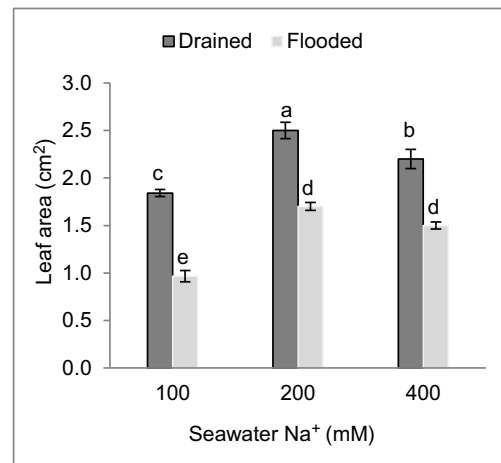 Drained Flooded
3.0
2.5
2.0
1.5
1.0
0.5
0.0
Leaf area (cm²)
c
e
a
d
b
d
100 200 400
Seawater Na⁺ (mM)